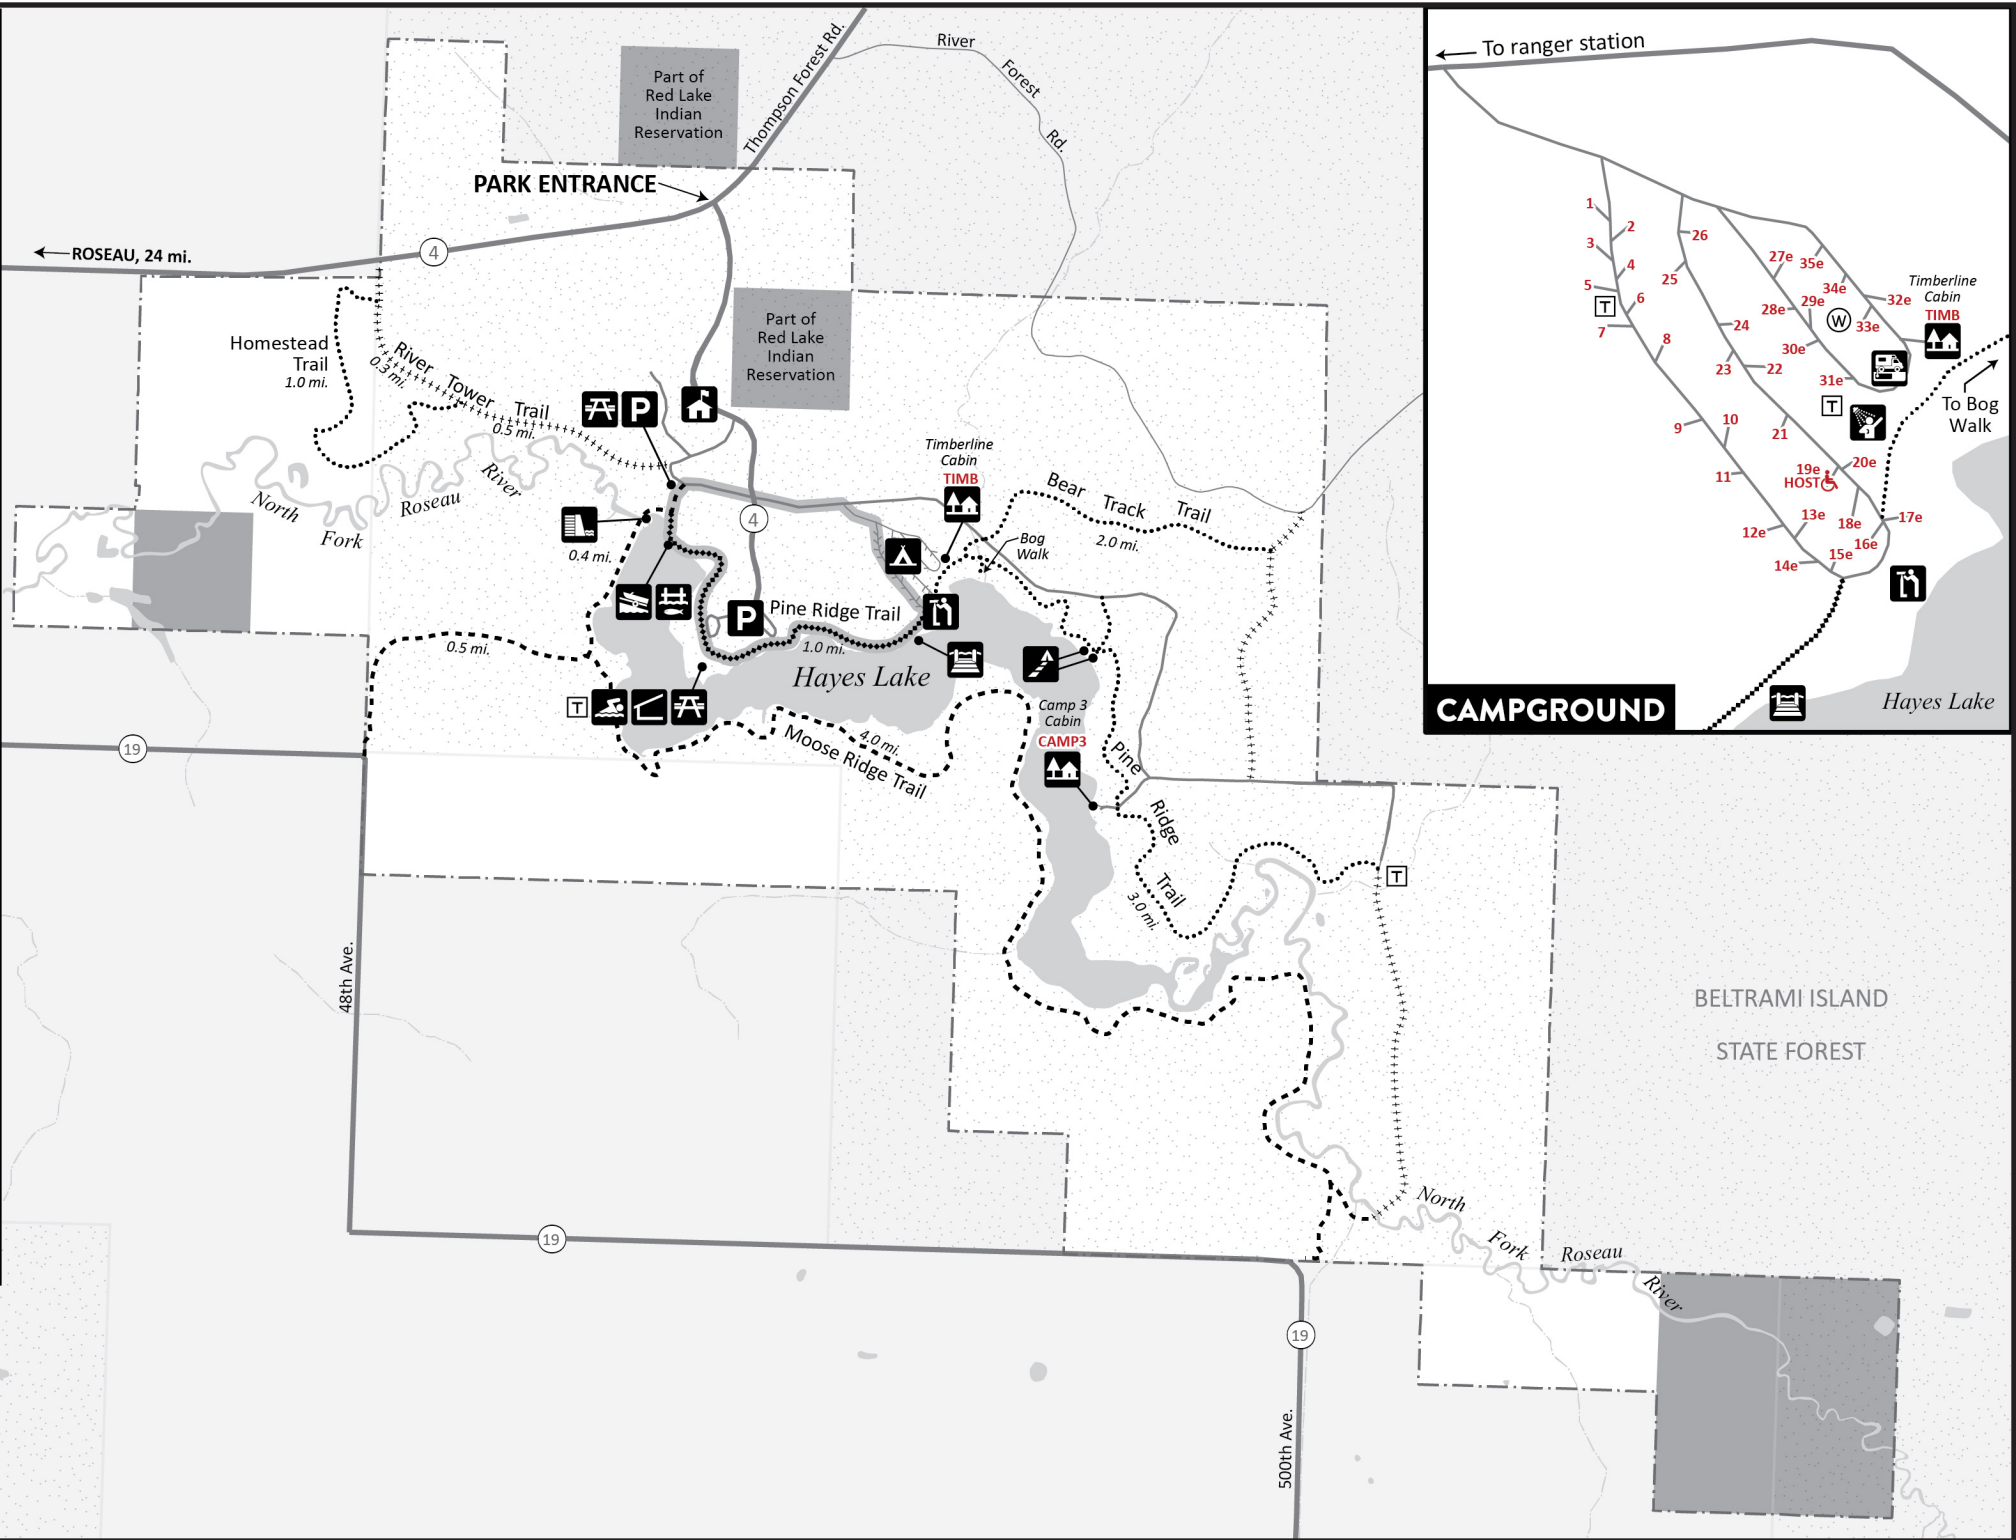 River
Forest
Rd.
Thompson Forest Rd.
Part of
Red Lake
Indian
Reservation
PARK ENTRANCE
ROSEAU, 24 mi.
4
Part of
Red Lake
Indian
Reservation
Homestead
Trail
1.0 mi.
0.3 mi.
River Tower Trail
0.5 mi.
P
North
Fork
Roseau
River
0.4 mi.
4
Timberline
Cabin
TIMB
Bear Track Trail
2.0 mi.
Bog
Walk
P
Pine Ridge Trail
1.0 mi.
0.5 mi.
Hayes Lake
T
Moose Ridge Trail
4.0 mi.
Camp 3
Cabin
CAMP3
Pine
Ridge
Trail
3.0 mi.
T
19
48th Ave.
19
North
Fork
Roseau
River
19
500th Ave.
BELTRAMI ISLAND
STATE FOREST
To ranger station
1
2
3
4
5
6
T
7
8
9
10
11
12e
13e
14e
15e
16e
17e
18e
19e
HOST
20e
21
22
23
24
25
26
27e
28e
29e
30e
31e
32e
33e
34e
35e
W
T
Timberline
Cabin
TIMB
To Bog
Walk
Hayes Lake
CAMPGROUND